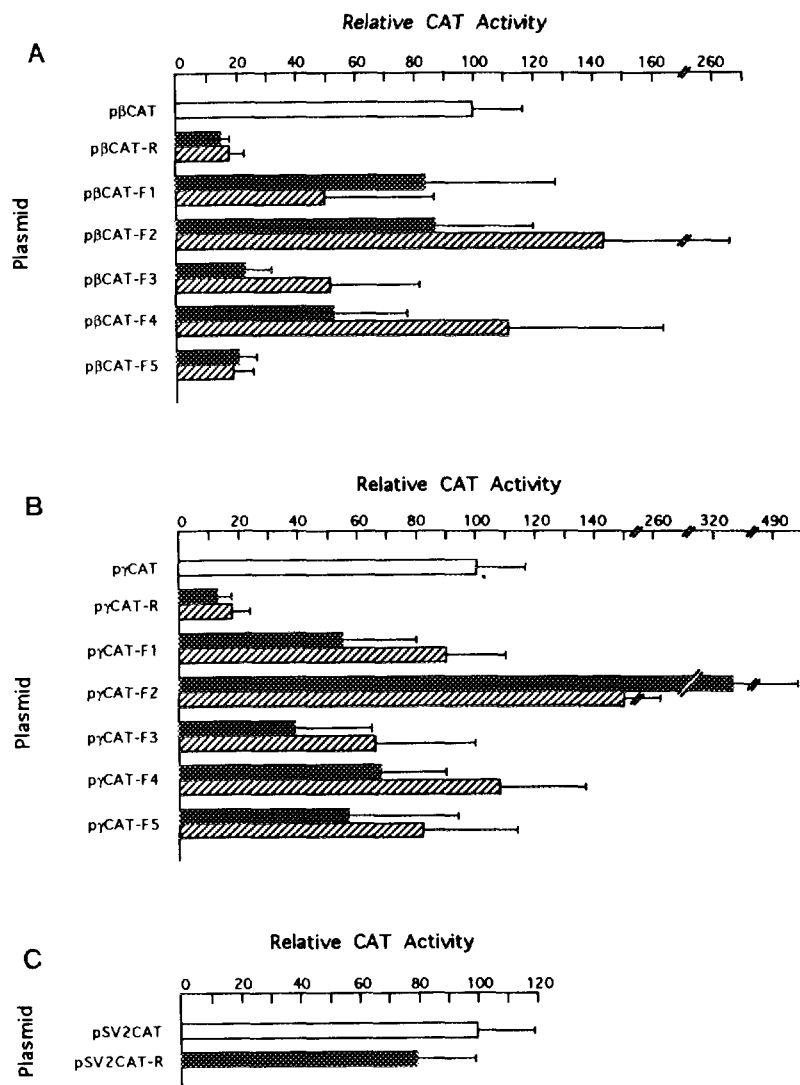 Relative CAT Activity
A
0 20 40 60 80 100 120 140 160 260
Plasmid
pβCAT
pβCAT-R
pβCAT-F1
pβCAT-F2
pβCAT-F3
pβCAT-F4
pβCAT-F5
Relative CAT Activity
B
0 20 40 60 80 100 120 140 260 320 490
Plasmid
pγCAT
pγCAT-R
pγCAT-F1
pγCAT-F2
pγCAT-F3
pγCAT-F4
pγCAT-F5
Relative CAT Activity
C
0 20 40 60 80 100 120
Plasmid
pSV2CAT
pSV2CAT-R